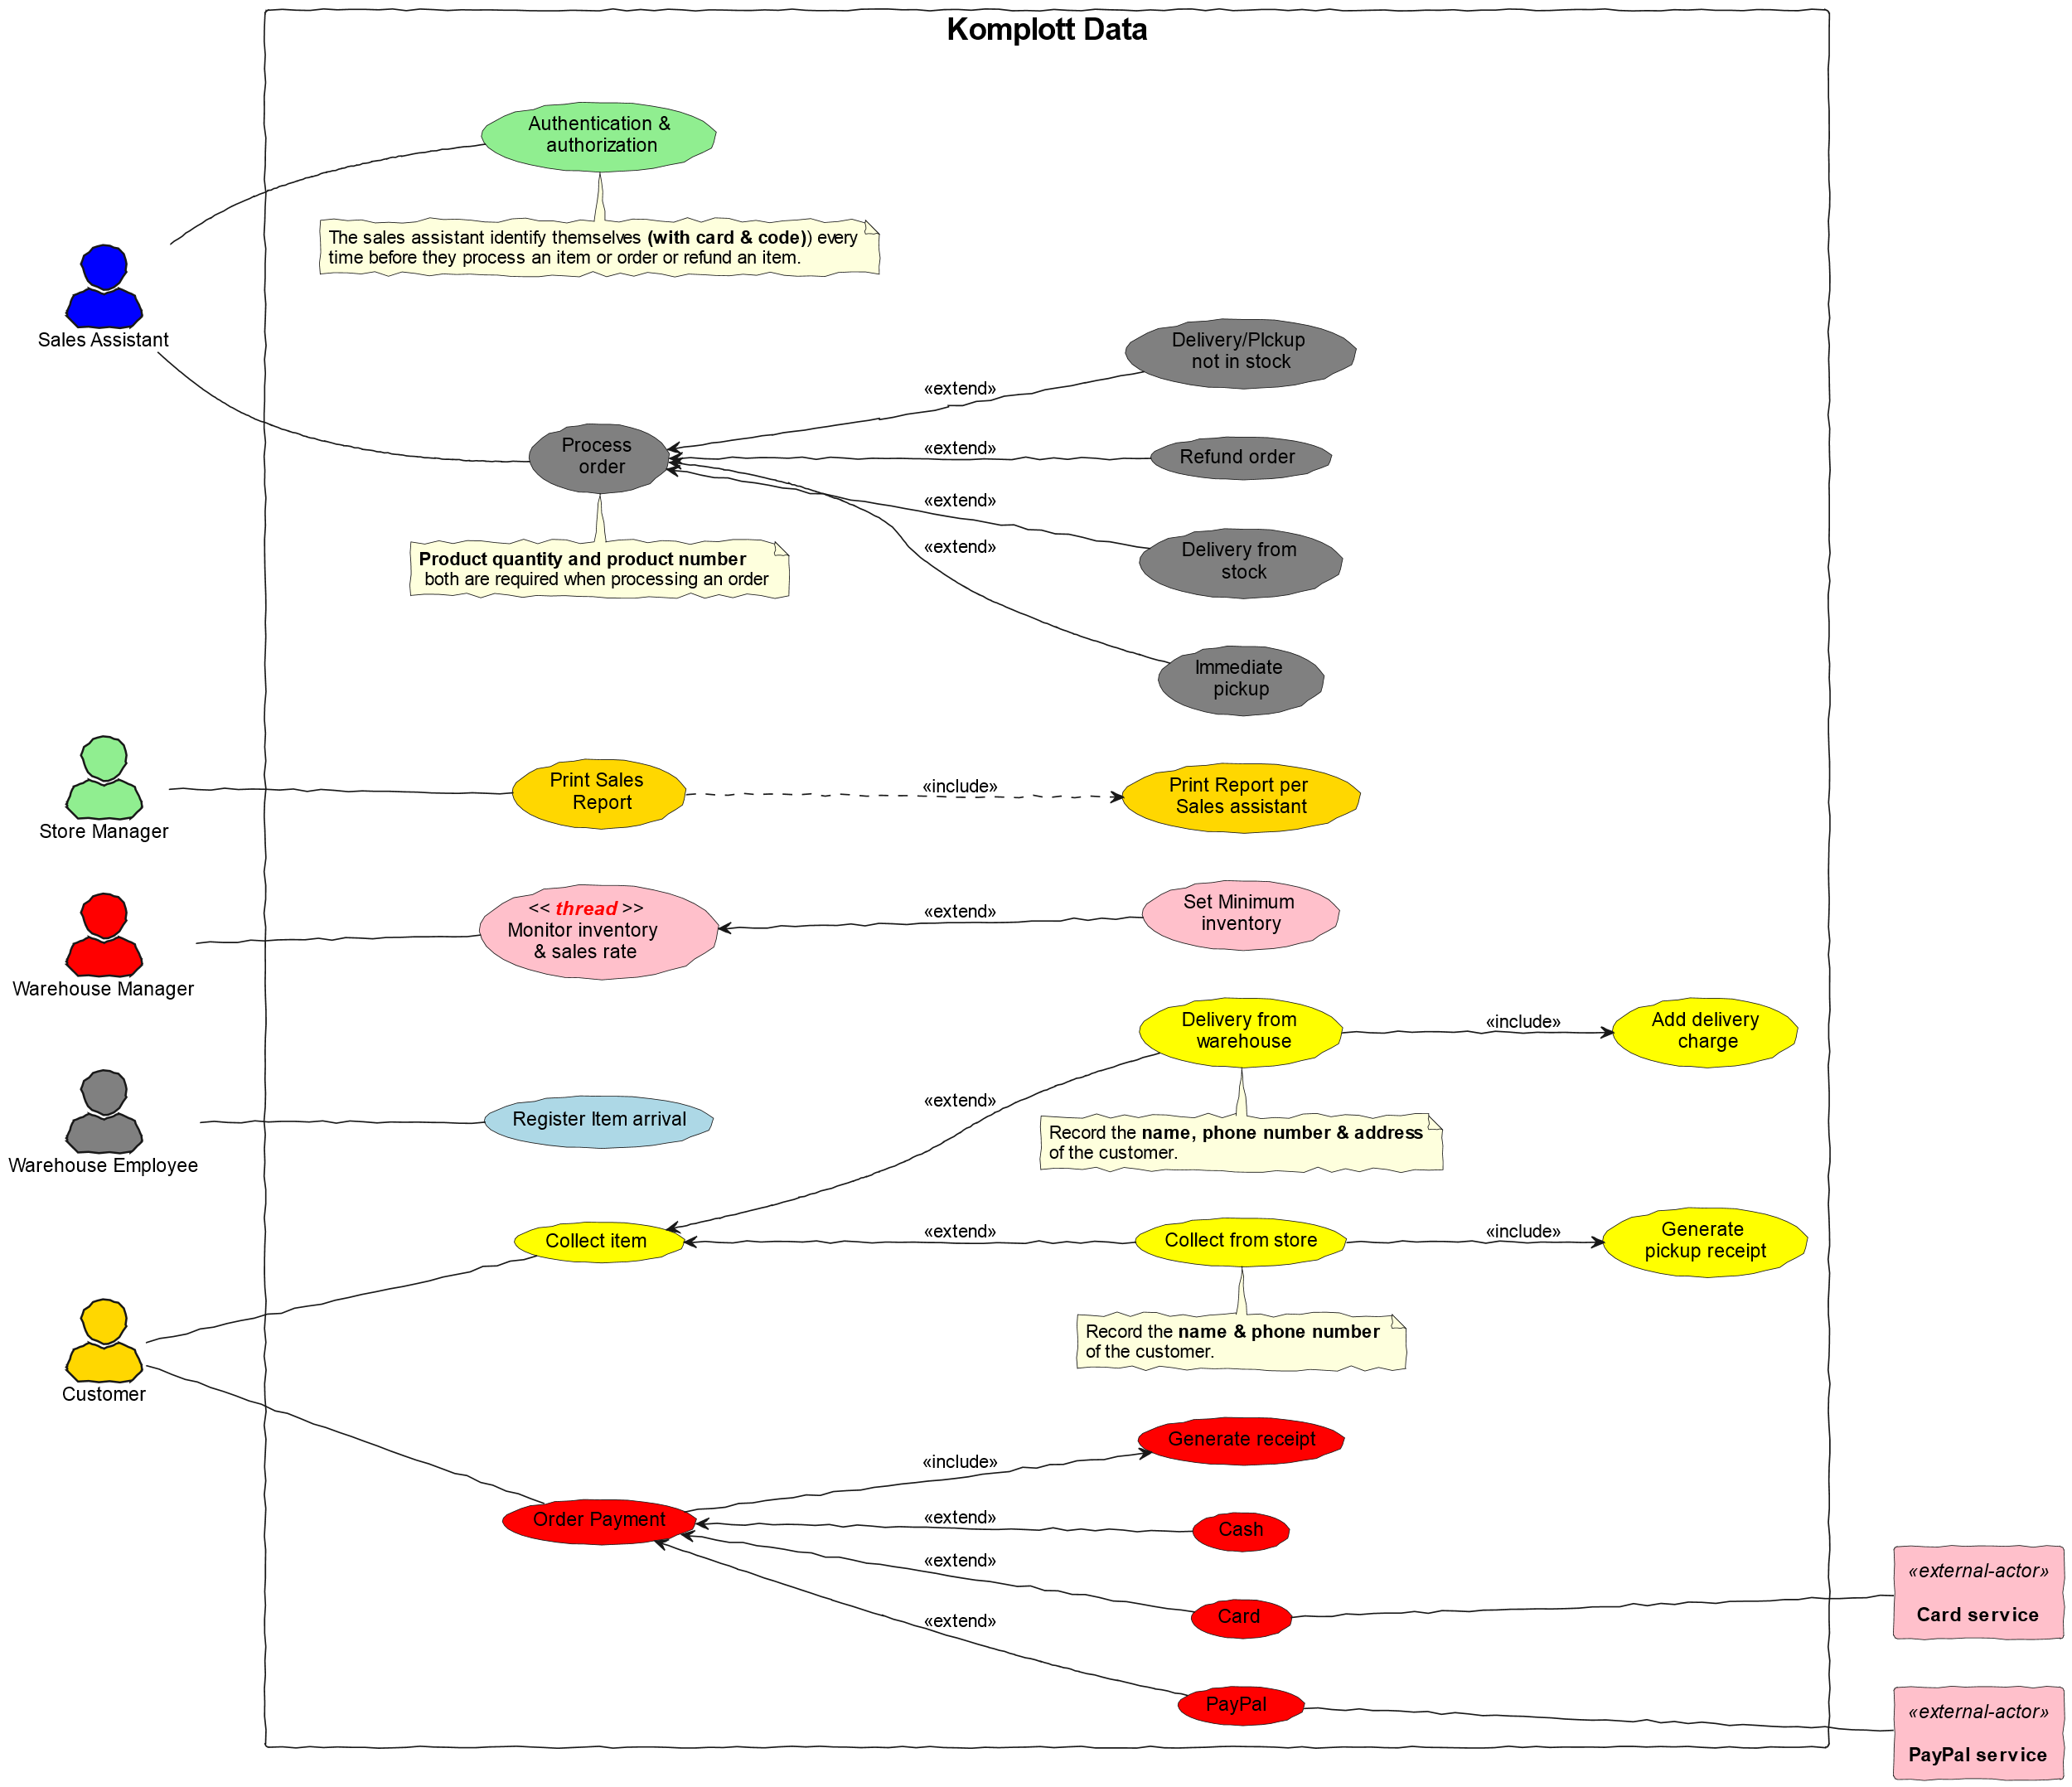 Komplott Data
Authentication &
authorization
The sales assistant identify themselves (with card & code)) every
time before they process an item or order or refund an item.
Sales Assistant
Delivery/PIckup
not in stock
«extend»
Process
order
«extend»
Refund order
«extend»
Delivery from
stock
«extend»
Product quantity and product number
both are required when processing an order
Immediate
pickup
Store Manager
Print Sales
Report
«include»
Print Report per
Sales assistant
Warehouse Manager
<< thread >>
Monitor inventory
& sales rate
«extend»
Set Minimum
inventory
Delivery from
warehouse
«include»
Add delivery
charge
«extend»
Record the name, phone number & address
of the customer.
Warehouse Employee
Register Item arrival
Collect item
«extend»
Collect from store
«include»
Generate
pickup receipt
Record the name & phone number
of the customer.
Customer
Generate receipt
«include»
Order Payment
«extend»
Cash
«extend»
Card
«external-actor»
Card service
«extend»
PayPal
«external-actor»
PayPal service